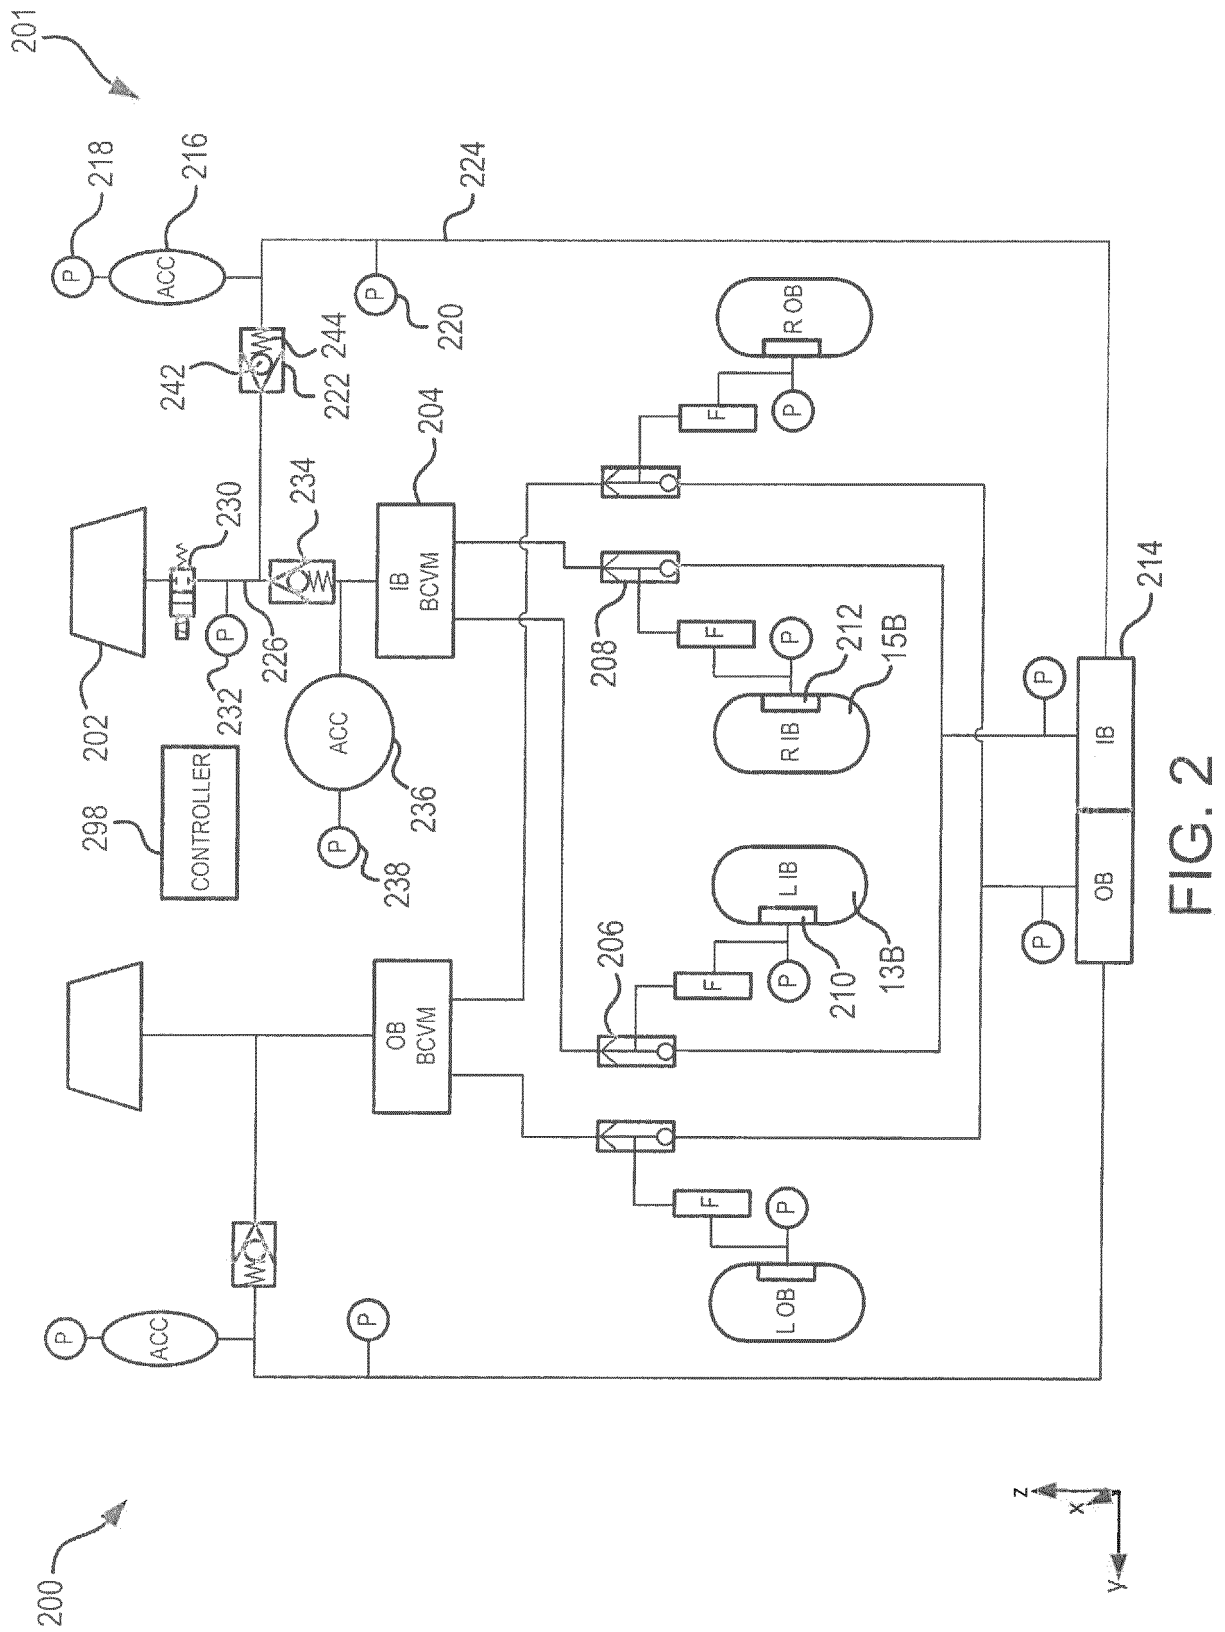 201
218
P
216
ACC
224
P
220
242
244
222
R OB
P
F
204
230
234
202
P
232
226
IB
BCVM
208
F
P
212
15B
R IB
214
P
IB
OB
P
298
CONTROLLER
ACC
236
P
238
L IB
206
F
P
210
13B
OB
BCVM
F
P
L OB
P
ACC
P
200
z
x
y
FIG. 2